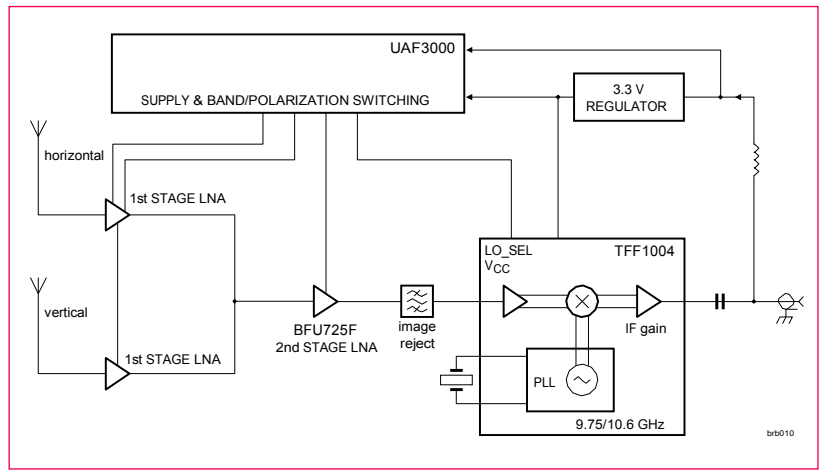 UAF3000
SUPPLY & BAND/POLARIZATION SWITCHING
3.3 V
REGULATOR
horizontal
1st STAGE LNA
LO_SEL
TFF1004
VCC
vertical
BFU725F
2nd STAGE LNA
image
reject
IF gain
1st STAGE LNA
PLL
9.75/10.6 GHz
brb010